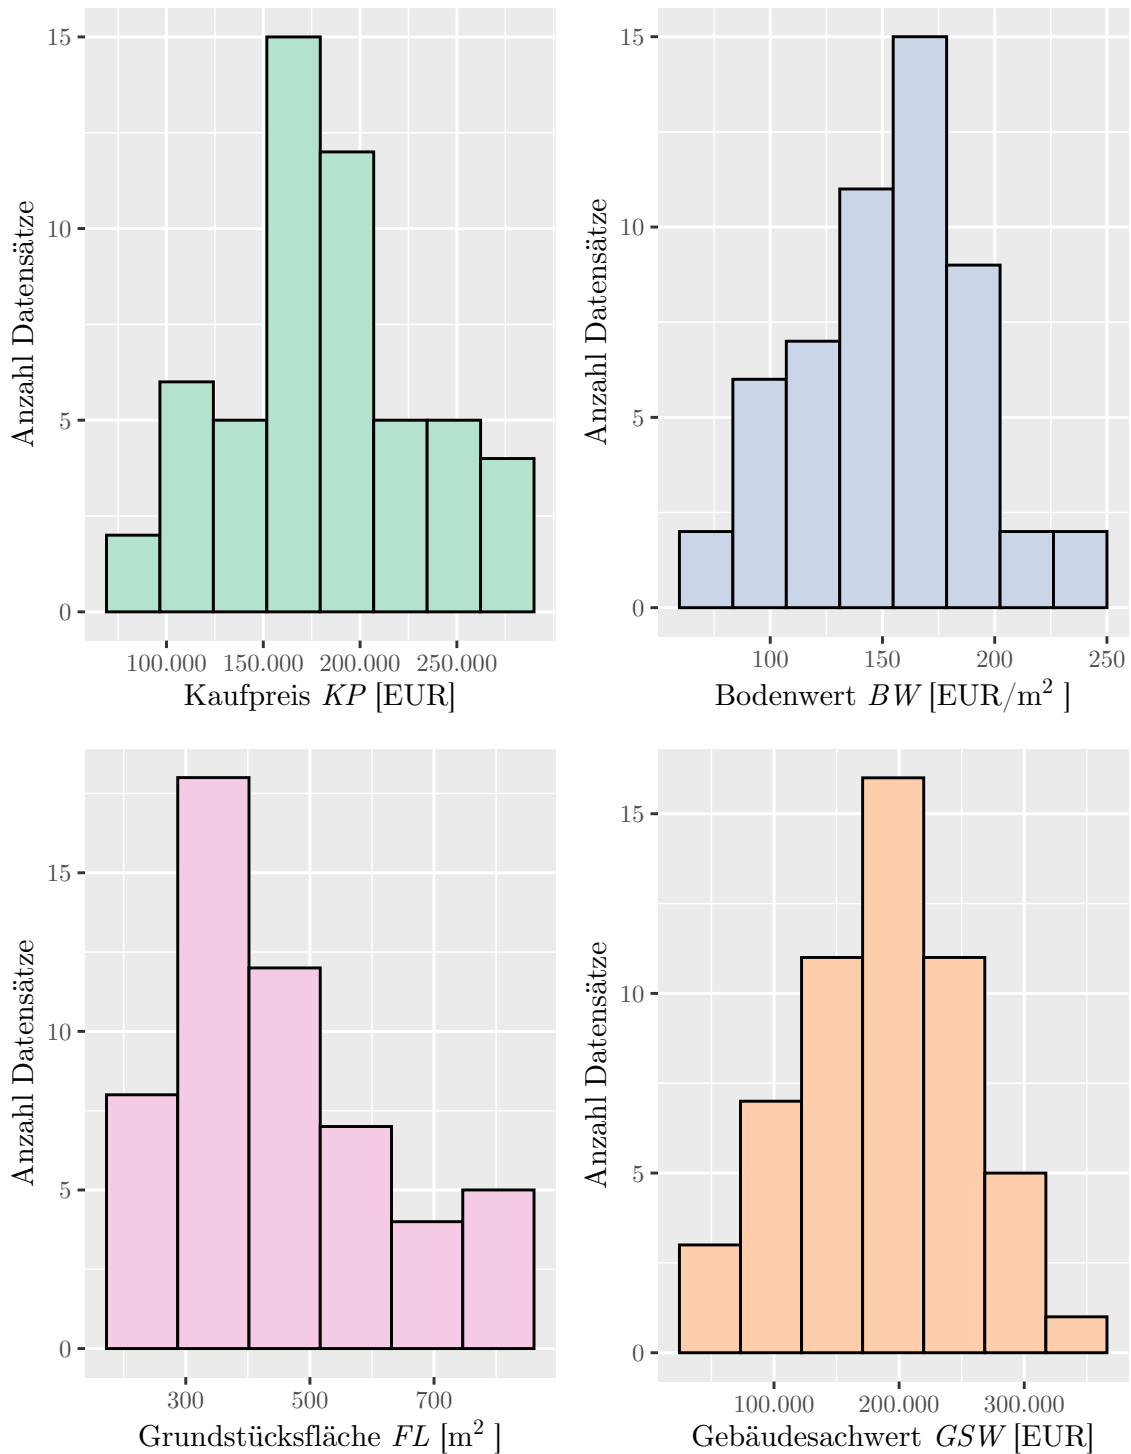 15
10
5
0
Anzahl Datensätze
100.000 150.000 200.000 250.000
Kaufpreis KP [EUR]
15
10
5
0
Anzahl Datensätze
100 150 200 250
Bodenwert BW [EUR/m² ]
15
10
5
0
Anzahl Datensätze
300 500 700
Grundstücksfläche FL [m² ]
15
10
5
0
Anzahl Datensätze
100.000 200.000 300.000
Gebäudesachwert GSW [EUR]